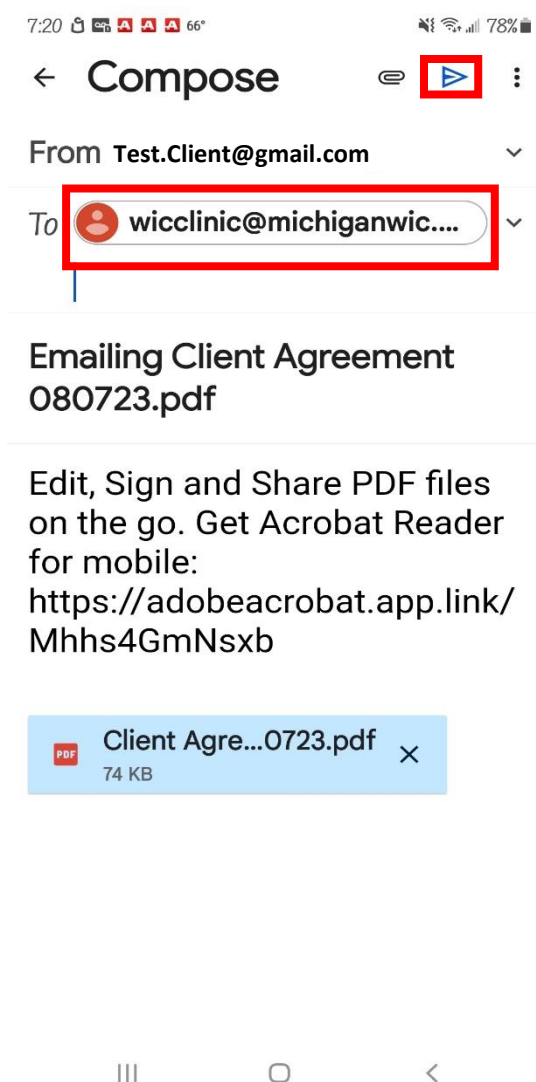 7:20 66° 78%
Compose
From Test.Client@gmail.com
To wicclinic@michiganwic....
Emailing Client Agreement
080723.pdf
Edit, Sign and Share PDF files
on the go. Get Acrobat Reader
for mobile:
https://adobeacrobat.app.link/
Mhhs4GmNsxb
PDF Client Agre...0723.pdf
74 KB